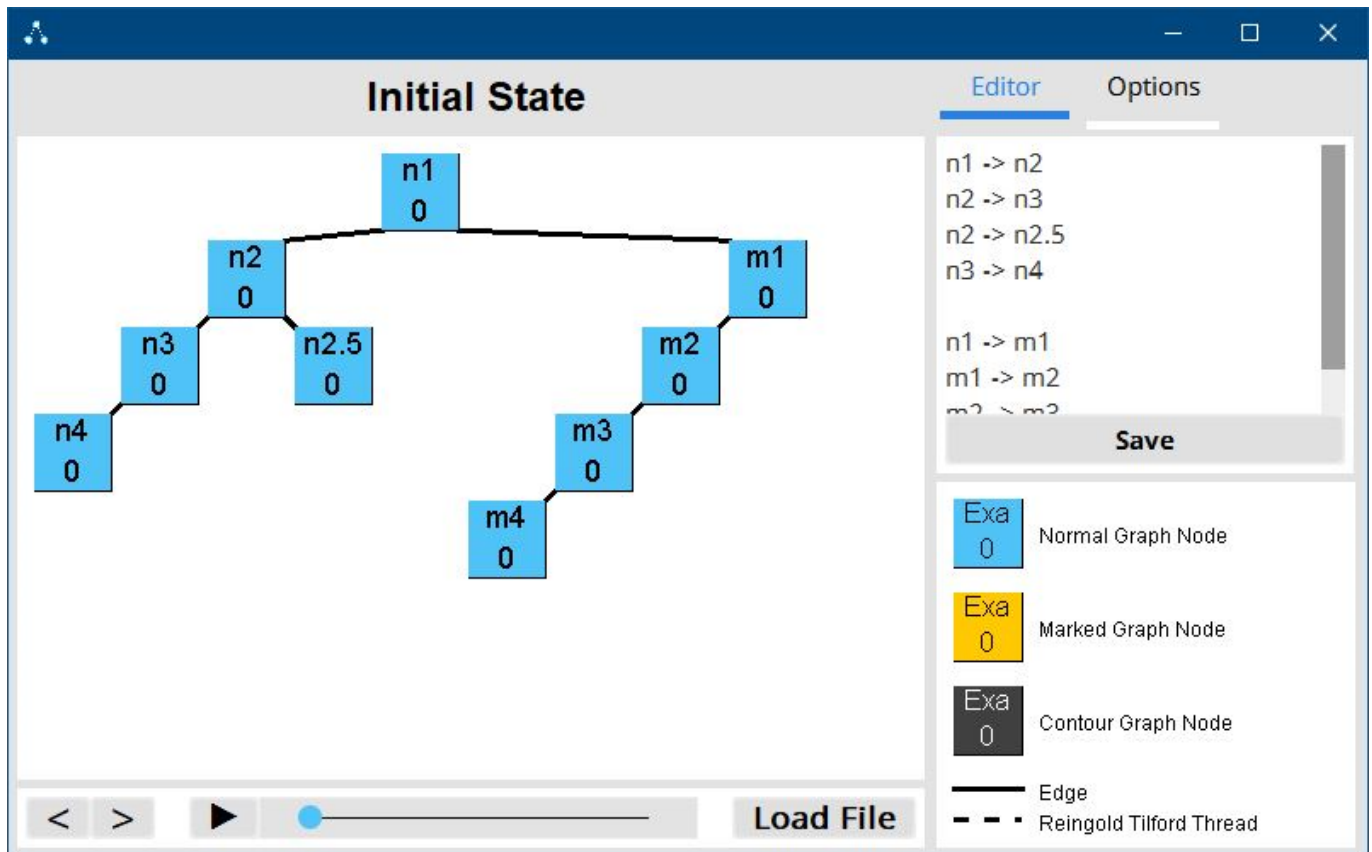 Initial State
Editor
Options
n1
0
n2
0
m1
0
n3
0
n2.5
0
m2
0
n4
0
m3
0
m4
0
n1 -> n2
n2 -> n3
n2 -> n2.5
n3 -> n4
n1 -> m1
m1 -> m2
m2 -> m3
Save
Exa
0
Normal Graph Node
Exa
0
Marked Graph Node
Exa
0
Contour Graph Node
Edge
Reingold Tilford Thread
< >
Load File